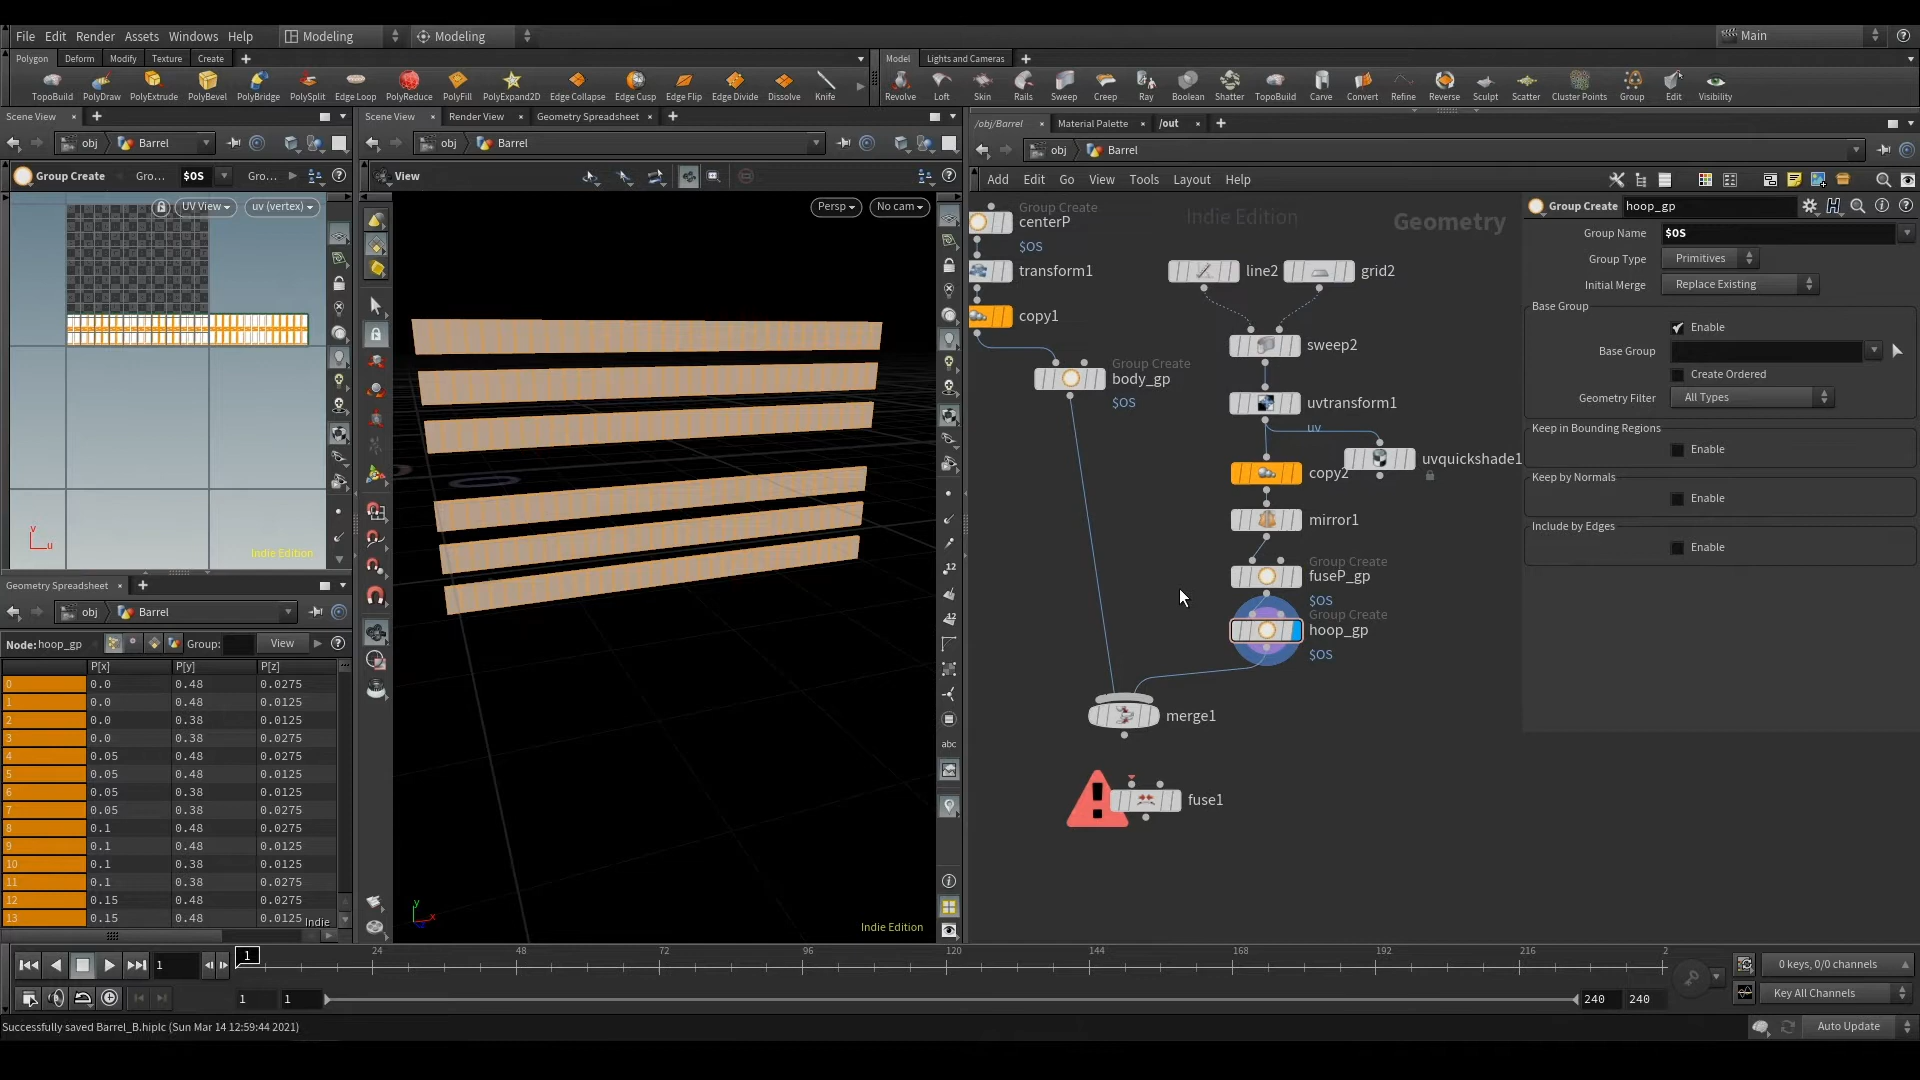 File Edit Render Assets Windows Help Modeling Modeling Main
Polygon Deform Modify Texture Create Model Lights and Cameras
TopoBuild PolyDraw PolyExtrude PolyBevel PolyBridge PolySplit Edge Loop PolyReduce PolyFill PolyExpand2D Edge Collapse Edge Cusp Edge Flip Edge Divide Dissolve Knife
Revolve Loft Skin Rails Sweep Creep Ray Boolean Shatter TopoBuild Carve Convert Refine Reverse Sculpt Scatter Cluster Points Group Edit Visibility
Scene View
obj Barrel
Group Create Gro... $OS Gro...
UV View uv (vertex)
v
u
Indie Edition
Geometry Spreadsheet
obj Barrel
Node: hoop_gp Group: View
P[x] P[y] P[z]
0 0.0 0.48 0.0275
1 0.0 0.48 0.0125
2 0.0 0.38 0.0125
3 0.0 0.38 0.0275
4 0.05 0.48 0.0275
5 0.05 0.48 0.0125
6 0.05 0.38 0.0125
7 0.05 0.38 0.0275
8 0.1 0.48 0.0275
9 0.1 0.48 0.0125
10 0.1 0.38 0.0125
11 0.1 0.38 0.0275
12 0.15 0.48 0.0275
13 0.15 0.48 0.0125
Indie
Scene View Render View Geometry Spreadsheet
obj Barrel
View
Persp No cam
12
12
abc
y
x
Indie Edition
/obj/Barrel Material Palette /out
obj Barrel
Add Edit Go View Tools Layout Help
Indie Edition
Geometry
Group Create
centerP
$OS
transform1
copy1
Group Create
body_gp
$OS
line2
grid2
sweep2
uvtransform1
uv
uvquickshade1
copy2
mirror1
Group Create
fuseP_gp
$OS
Group Create
hoop_gp
$OS
merge1
fuse1
Group Create hoop_gp
Group Name $OS
Group Type Primitives
Initial Merge Replace Existing
Base Group
Enable
Base Group
Create Ordered
Geometry Filter All Types
Keep in Bounding Regions
Enable
Keep by Normals
Enable
Include by Edges
Enable
1 1 24 48 72 96 120 144 168 192 216 2
0 keys, 0/0 channels
1 1 240 240
Key All Channels
Successfully saved Barrel_B.hiplc (Sun Mar 14 12:59:44 2021)
Auto Update